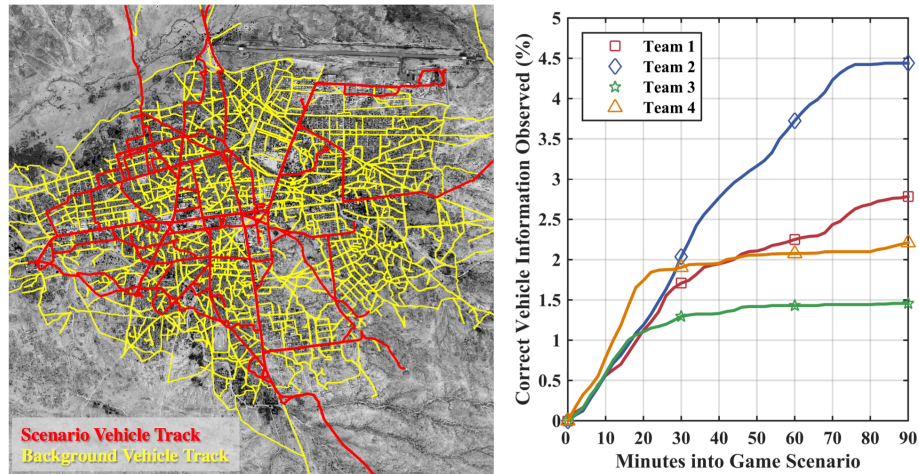 Scenario Vehicle Track
Background Vehicle Track
Correct Vehicle Information Observed (%)
5
4.5
4
3.5
3
2.5
2
1.5
1
0.5
0
Team 1
Team 2
Team 3
Team 4
0 10 20 30 40 50 60 70 80 90
Minutes into Game Scenario